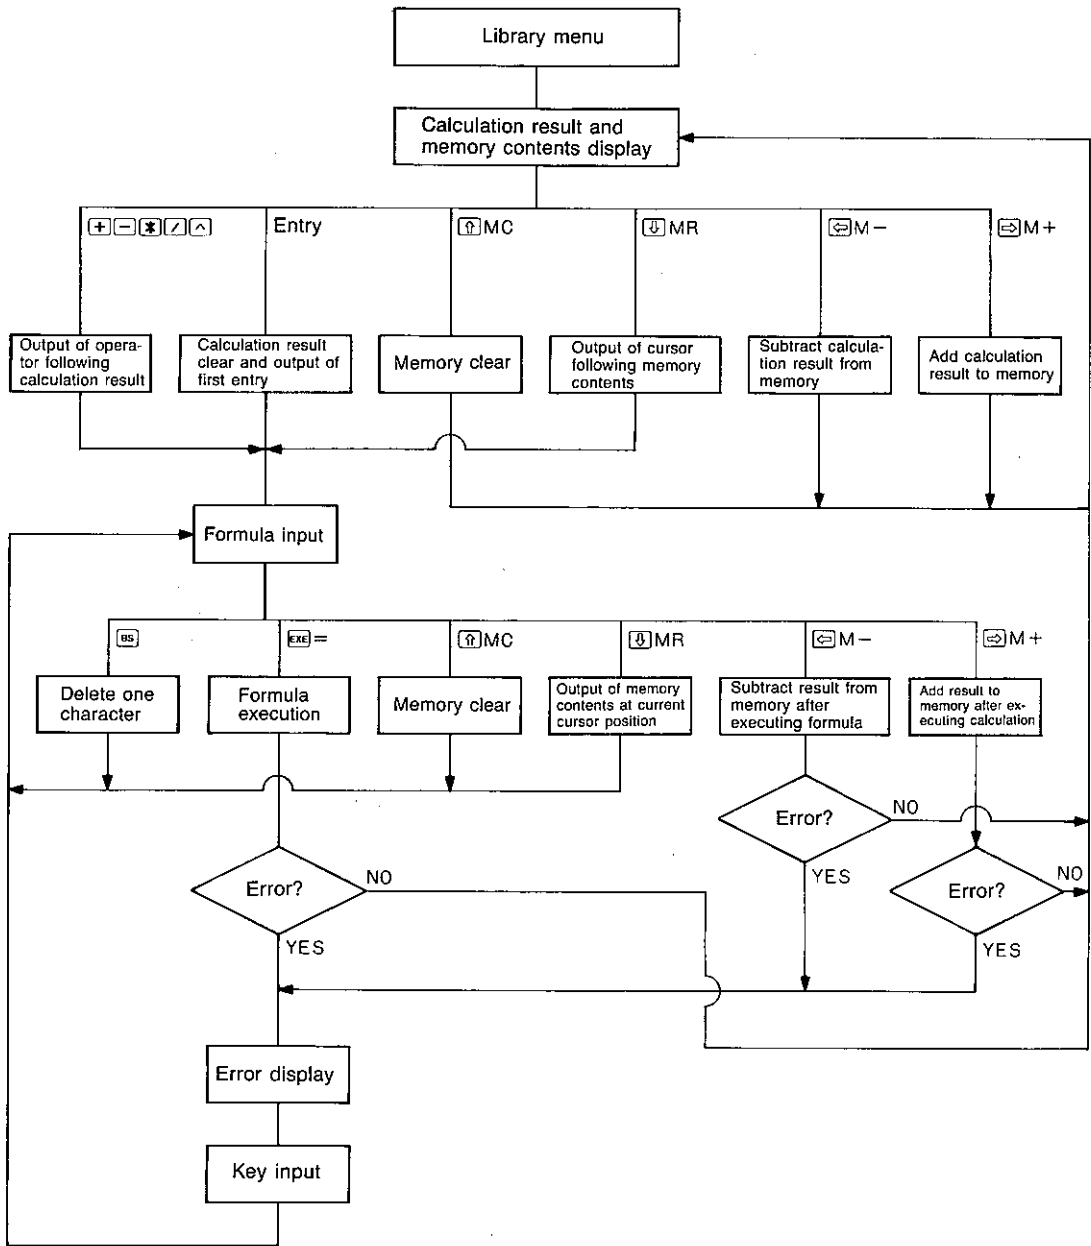 Library menu
Calculation result and
memory contents display
+ - * / ^
Entry
⇧ MC
⇩ MR
⇦ M-
⇨ M+
Output of opera-
tor following
calculation result
Calculation result
clear and output of
first entry
Memory clear
Output of cursor
following memory
contents
Subtract calcula-
tion result from
memory
Add calculation
result to memory
Formula input
BS
EXE =
⇧ MC
⇩ MR
⇦ M-
⇨ M+
Delete one
character
Formula
execution
Memory clear
Output of memory
contents at current
cursor position
Subtract result from
memory after
executing formula
Add result to
memory after ex-
ecuting calculation
Error?
NO
YES
Error?
NO
YES
Error?
NO
YES
Error display
Key input